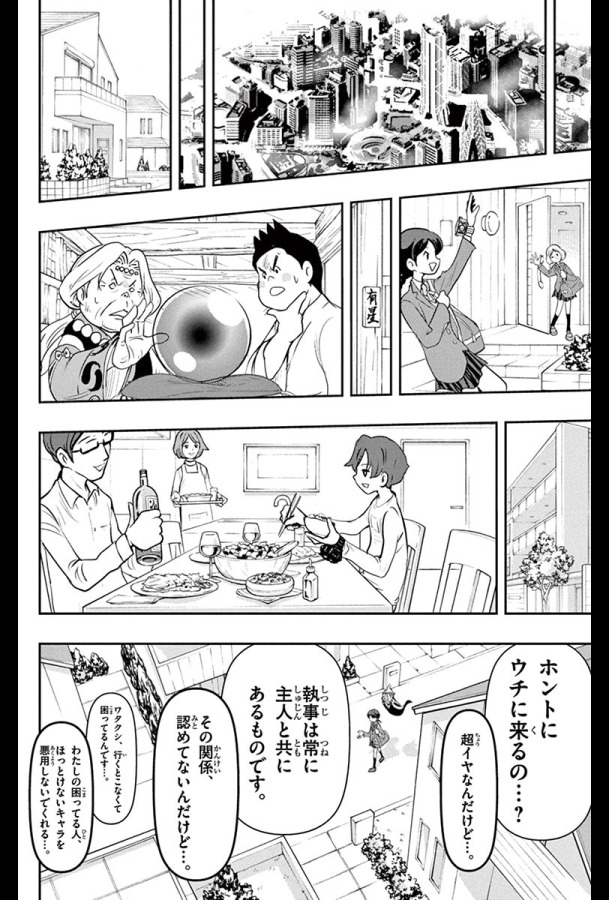 有星
ホントに
ウチに来るの…?
超イヤなんだけど…。
執事は常に
主人と共に
あるものです。
その関係、
認めてないんだけど…。
ワタクシ、行くとこなくて
困ってるんです…。
わたしの困ってる人、
ほっとけないキャラを
悪用しないでくれる…。